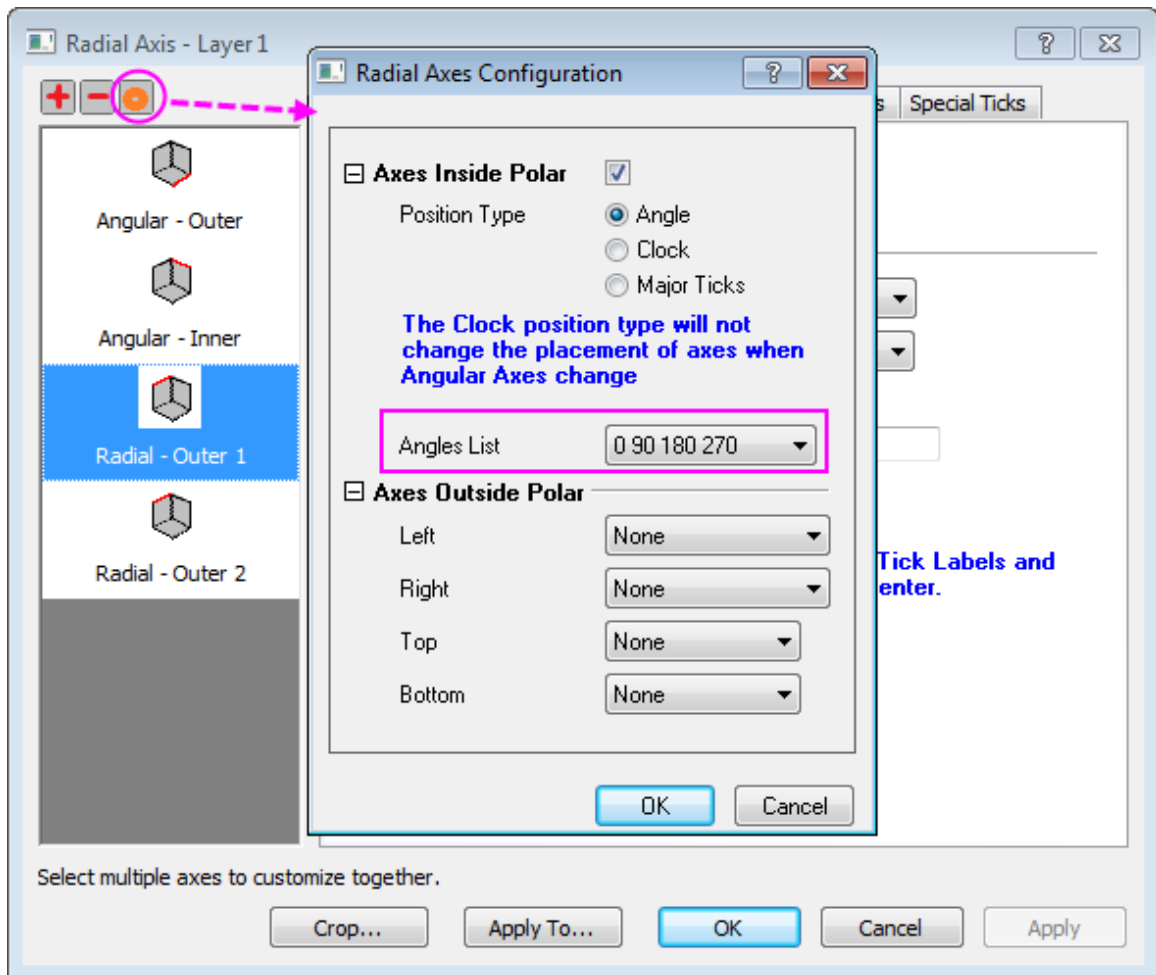 Radial Axis - Layer 1
Radial Axes Configuration
Special Ticks
Angular - Outer
Angular - Inner
Radial - Outer 1
Radial - Outer 2
Axes Inside Polar
Position Type
Angle
Clock
Major Ticks
The Clock position type will not
change the placement of axes when
Angular Axes change
Angles List
0 90 180 270
Axes Outside Polar
Left
None
Right
None
Top
None
Bottom
None
OK
Cancel
Tick Labels and
enter.
Select multiple axes to customize together.
Crop...
Apply To...
OK
Cancel
Apply